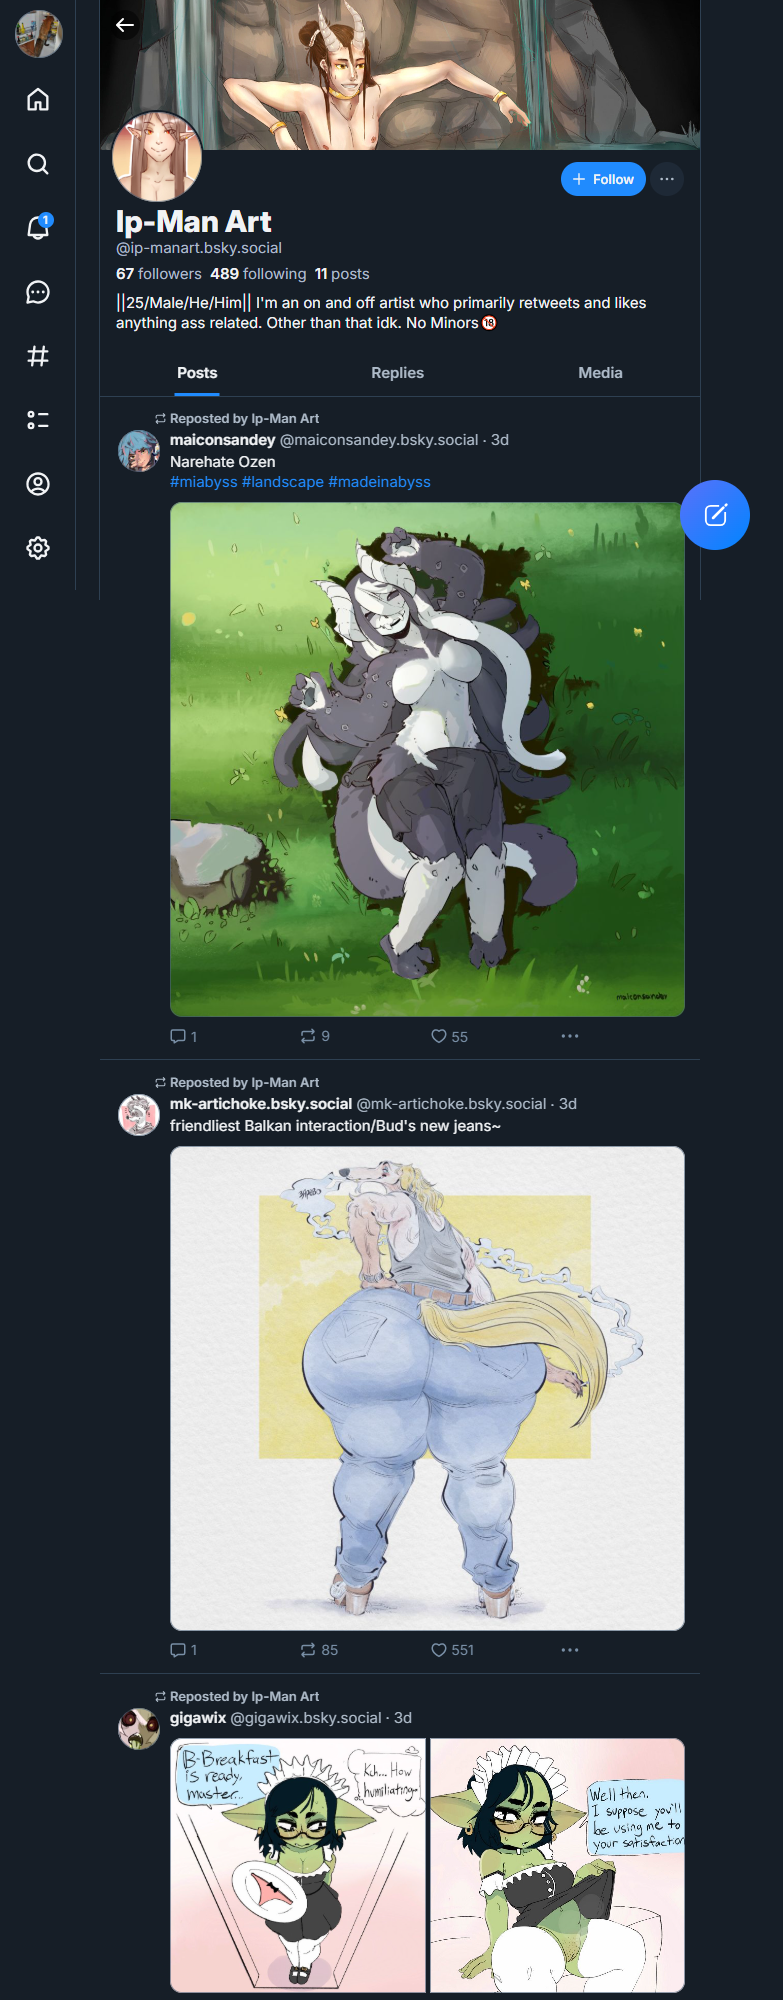 1
Follow
Ip-Man Art
@ip-manart.bsky.social
67 followers 489 following 11 posts
||25/Male/He/Him|| I'm an on and off artist who primarily retweets and likes
anything ass related. Other than that idk. No Minors 🔞
Posts Replies Media
Reposted by Ip-Man Art
maiconsandey @maiconsandey.bsky.social · 3d
Narehate Ozen
#miabyss #landscape #madeinabyss
1 9 55
Reposted by Ip-Man Art
mk-artichoke.bsky.social @mk-artichoke.bsky.social · 3d
friendliest Balkan interaction/Bud's new jeans~
1 85 551
Reposted by Ip-Man Art
gigawix @gigawix.bsky.social · 3d
B-Breakfast
is ready,
master...
Kch... How
humiliating-
Well then.
I suppose you'll
be using me to
your satisfaction